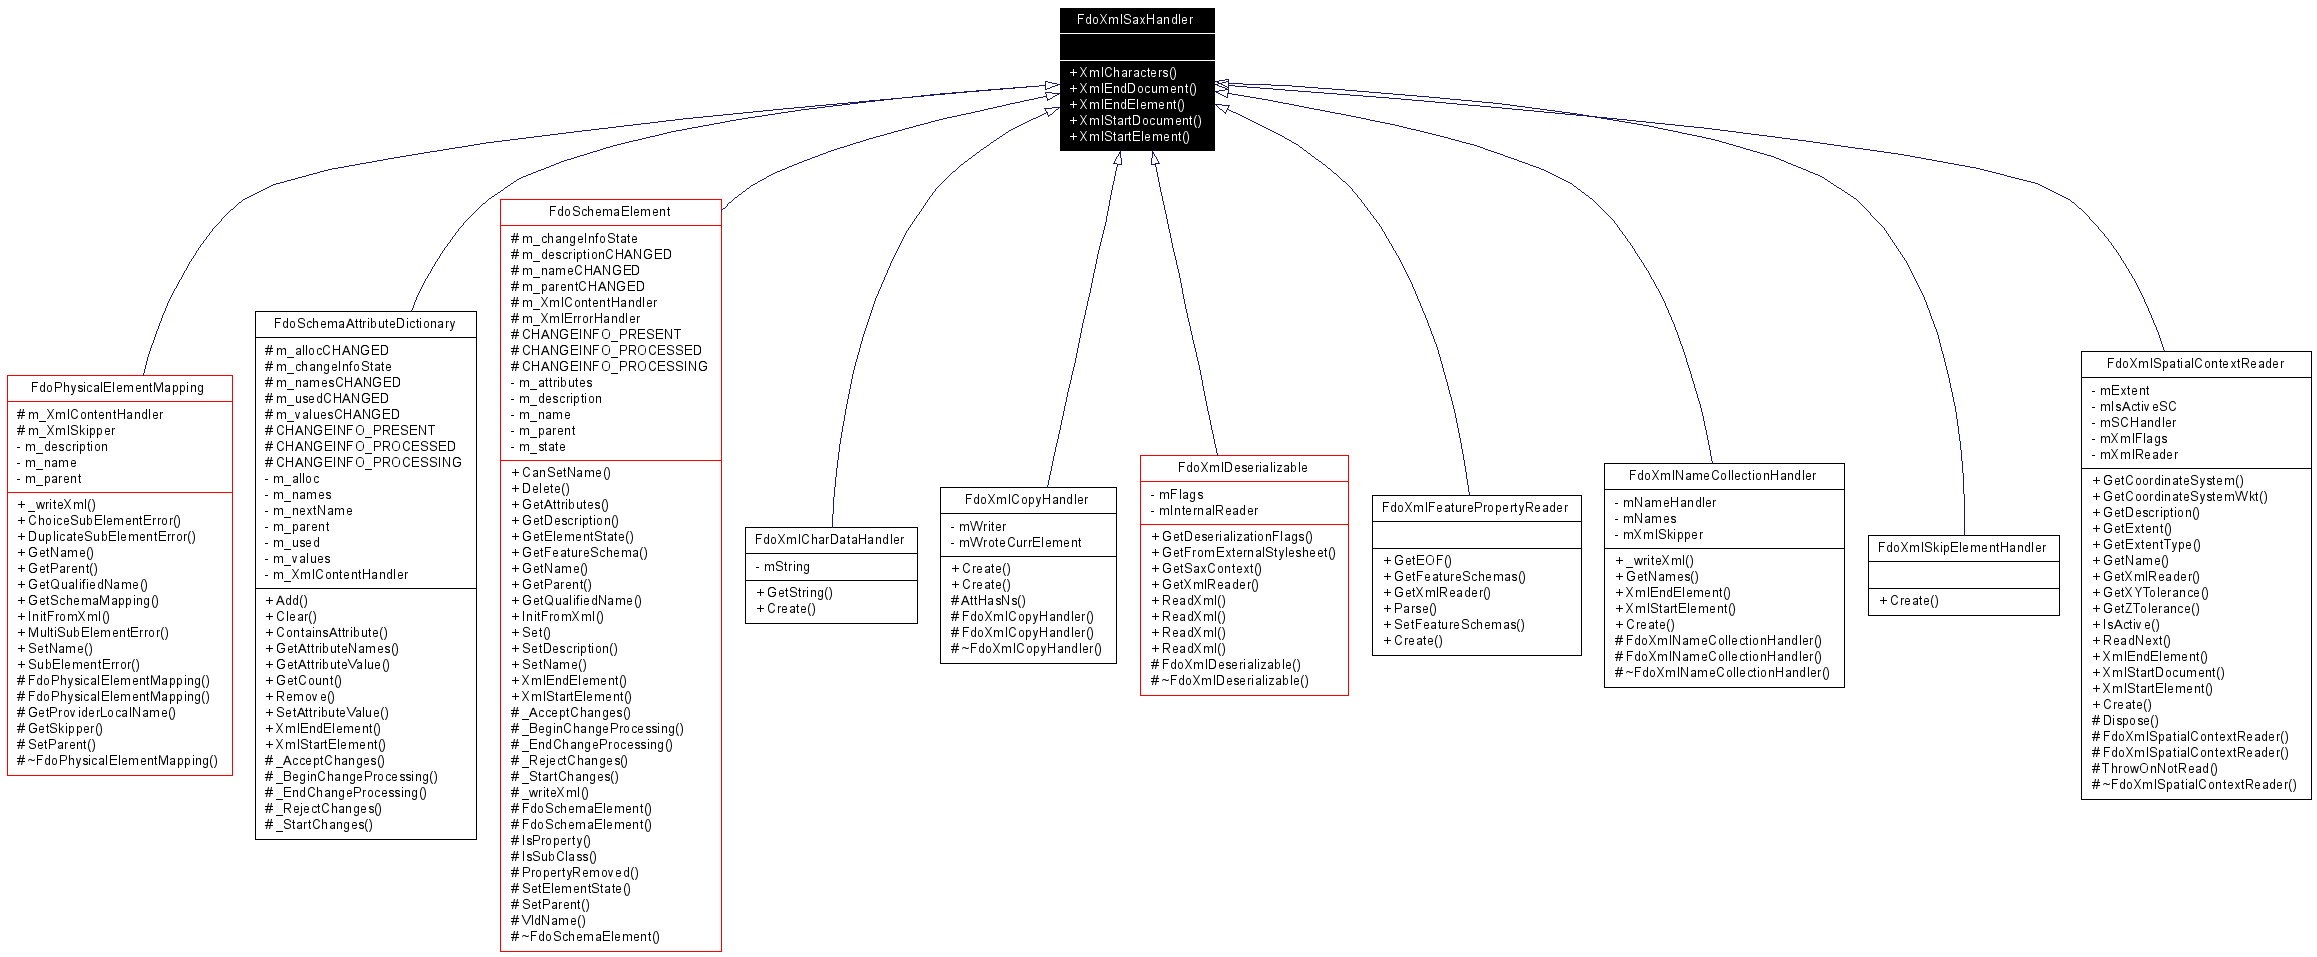 FdoXmlSaxHandler
+ XmlCharacters()
+ XmlEndDocument()
+ XmlEndElement()
+ XmlStartDocument()
+ XmlStartElement()
FdoPhysicalElementMapping
# m_XmlContentHandler
# m_XmlSkipper
- m_description
- m_name
- m_parent
+ _writeXml()
+ ChoiceSubElementError()
+ DuplicateSubElementError()
+ GetName()
+ GetParent()
+ GetQualifiedName()
+ GetSchemaMapping()
+ InitFromXml()
+ MultiSubElementError()
+ SetName()
+ SubElementError()
# FdoPhysicalElementMapping()
# FdoPhysicalElementMapping()
# GetProviderLocalName()
# GetSkipper()
# SetParent()
# ~FdoPhysicalElementMapping()
FdoSchemaAttributeDictionary
# m_allocCHANGED
# m_changeInfoState
# m_namesCHANGED
# m_usedCHANGED
# m_valuesCHANGED
# CHANGEINFO_PRESENT
# CHANGEINFO_PROCESSED
# CHANGEINFO_PROCESSING
- m_alloc
- m_names
- m_nextName
- m_parent
- m_used
- m_values
- m_XmlContentHandler
+ Add()
+ Clear()
+ ContainsAttribute()
+ GetAttributeNames()
+ GetAttributeValue()
+ GetCount()
+ Remove()
+ SetAttributeValue()
+ XmlEndElement()
+ XmlStartElement()
# _AcceptChanges()
# _BeginChangeProcessing()
# _EndChangeProcessing()
# _RejectChanges()
# _StartChanges()
FdoSchemaElement
# m_changeInfoState
# m_descriptionCHANGED
# m_nameCHANGED
# m_parentCHANGED
# m_XmlContentHandler
# m_XmlErrorHandler
# CHANGEINFO_PRESENT
# CHANGEINFO_PROCESSED
# CHANGEINFO_PROCESSING
- m_attributes
- m_description
- m_name
- m_parent
- m_state
+ CanSetName()
+ Delete()
+ GetAttributes()
+ GetDescription()
+ GetElementState()
+ GetFeatureSchema()
+ GetName()
+ GetParent()
+ GetQualifiedName()
+ InitFromXml()
+ Set()
+ SetDescription()
+ SetName()
+ XmlEndElement()
+ XmlStartElement()
# _AcceptChanges()
# _BeginChangeProcessing()
# _EndChangeProcessing()
# _RejectChanges()
# _StartChanges()
# _writeXml()
# FdoSchemaElement()
# FdoSchemaElement()
# IsProperty()
# IsSubClass()
# PropertyRemoved()
# SetElementState()
# SetParent()
# VldName()
# ~FdoSchemaElement()
FdoXmlCharDataHandler
- mString
+ GetString()
+ Create()
FdoXmlCopyHandler
- mWriter
- mWroteCurrElement
+ Create()
+ Create()
# AttHasNs()
# FdoXmlCopyHandler()
# FdoXmlCopyHandler()
# ~FdoXmlCopyHandler()
FdoXmlDeserializable
- mFlags
- mInternalReader
+ GetDeserializationFlags()
+ GetFromExternalStylesheet()
+ GetSaxContext()
+ GetXmlReader()
+ ReadXml()
+ ReadXml()
+ ReadXml()
+ ReadXml()
# FdoXmlDeserializable()
# ~FdoXmlDeserializable()
FdoXmlFeaturePropertyReader
+ GetEOF()
+ GetFeatureSchemas()
+ GetXmlReader()
+ Parse()
+ SetFeatureSchemas()
+ Create()
FdoXmlNameCollectionHandler
- mNameHandler
- mNames
- mXmlSkipper
+ _writeXml()
+ GetNames()
+ XmlEndElement()
+ XmlStartElement()
+ Create()
# FdoXmlNameCollectionHandler()
# FdoXmlNameCollectionHandler()
# ~FdoXmlNameCollectionHandler()
FdoXmlSkipElementHandler
+ Create()
FdoXmlSpatialContextReader
- mExtent
- mIsActiveSC
- mSCHandler
- mXmlFlags
- mXmlReader
+ GetCoordinateSystem()
+ GetCoordinateSystemWkt()
+ GetDescription()
+ GetExtent()
+ GetExtentType()
+ GetName()
+ GetXmlReader()
+ GetXYTolerance()
+ GetZTolerance()
+ IsActive()
+ ReadNext()
+ XmlEndElement()
+ XmlStartDocument()
+ XmlStartElement()
+ Create()
# Dispose()
# FdoXmlSpatialContextReader()
# FdoXmlSpatialContextReader()
# ThrowOnNotRead()
# ~FdoXmlSpatialContextReader()